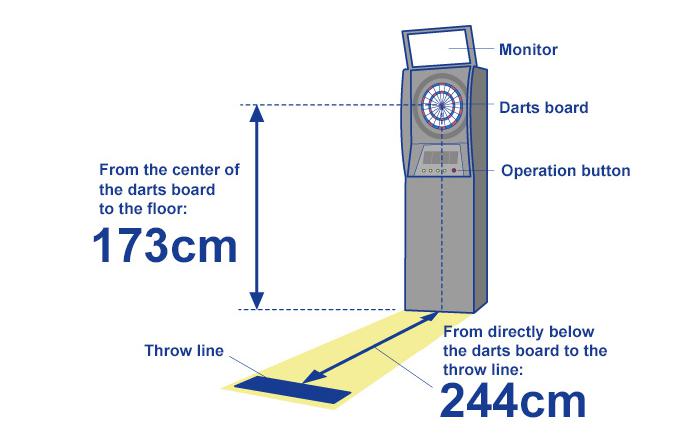 Monitor
Darts board
Operation button
From the center of
the darts board
to the floor:
173cm
Throw line
From directly below
the darts board to the
throw line:
244cm